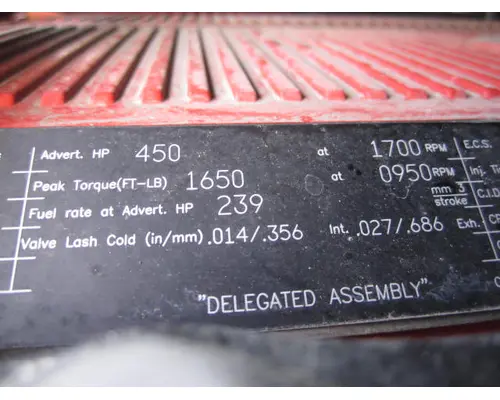 Advert. HP 450 at 1700 RPM E.C.S.
Peak Torque(FT-LB) 1650 at 0950 RPM Inj. Ti
Fuel rate at Advert. HP 239 mm 3 stroke C.I.D
Valve Lash Cold (in/mm) .014/.356 Int. .027/.686 Exh. C
"DELEGATED ASSEMBLY"